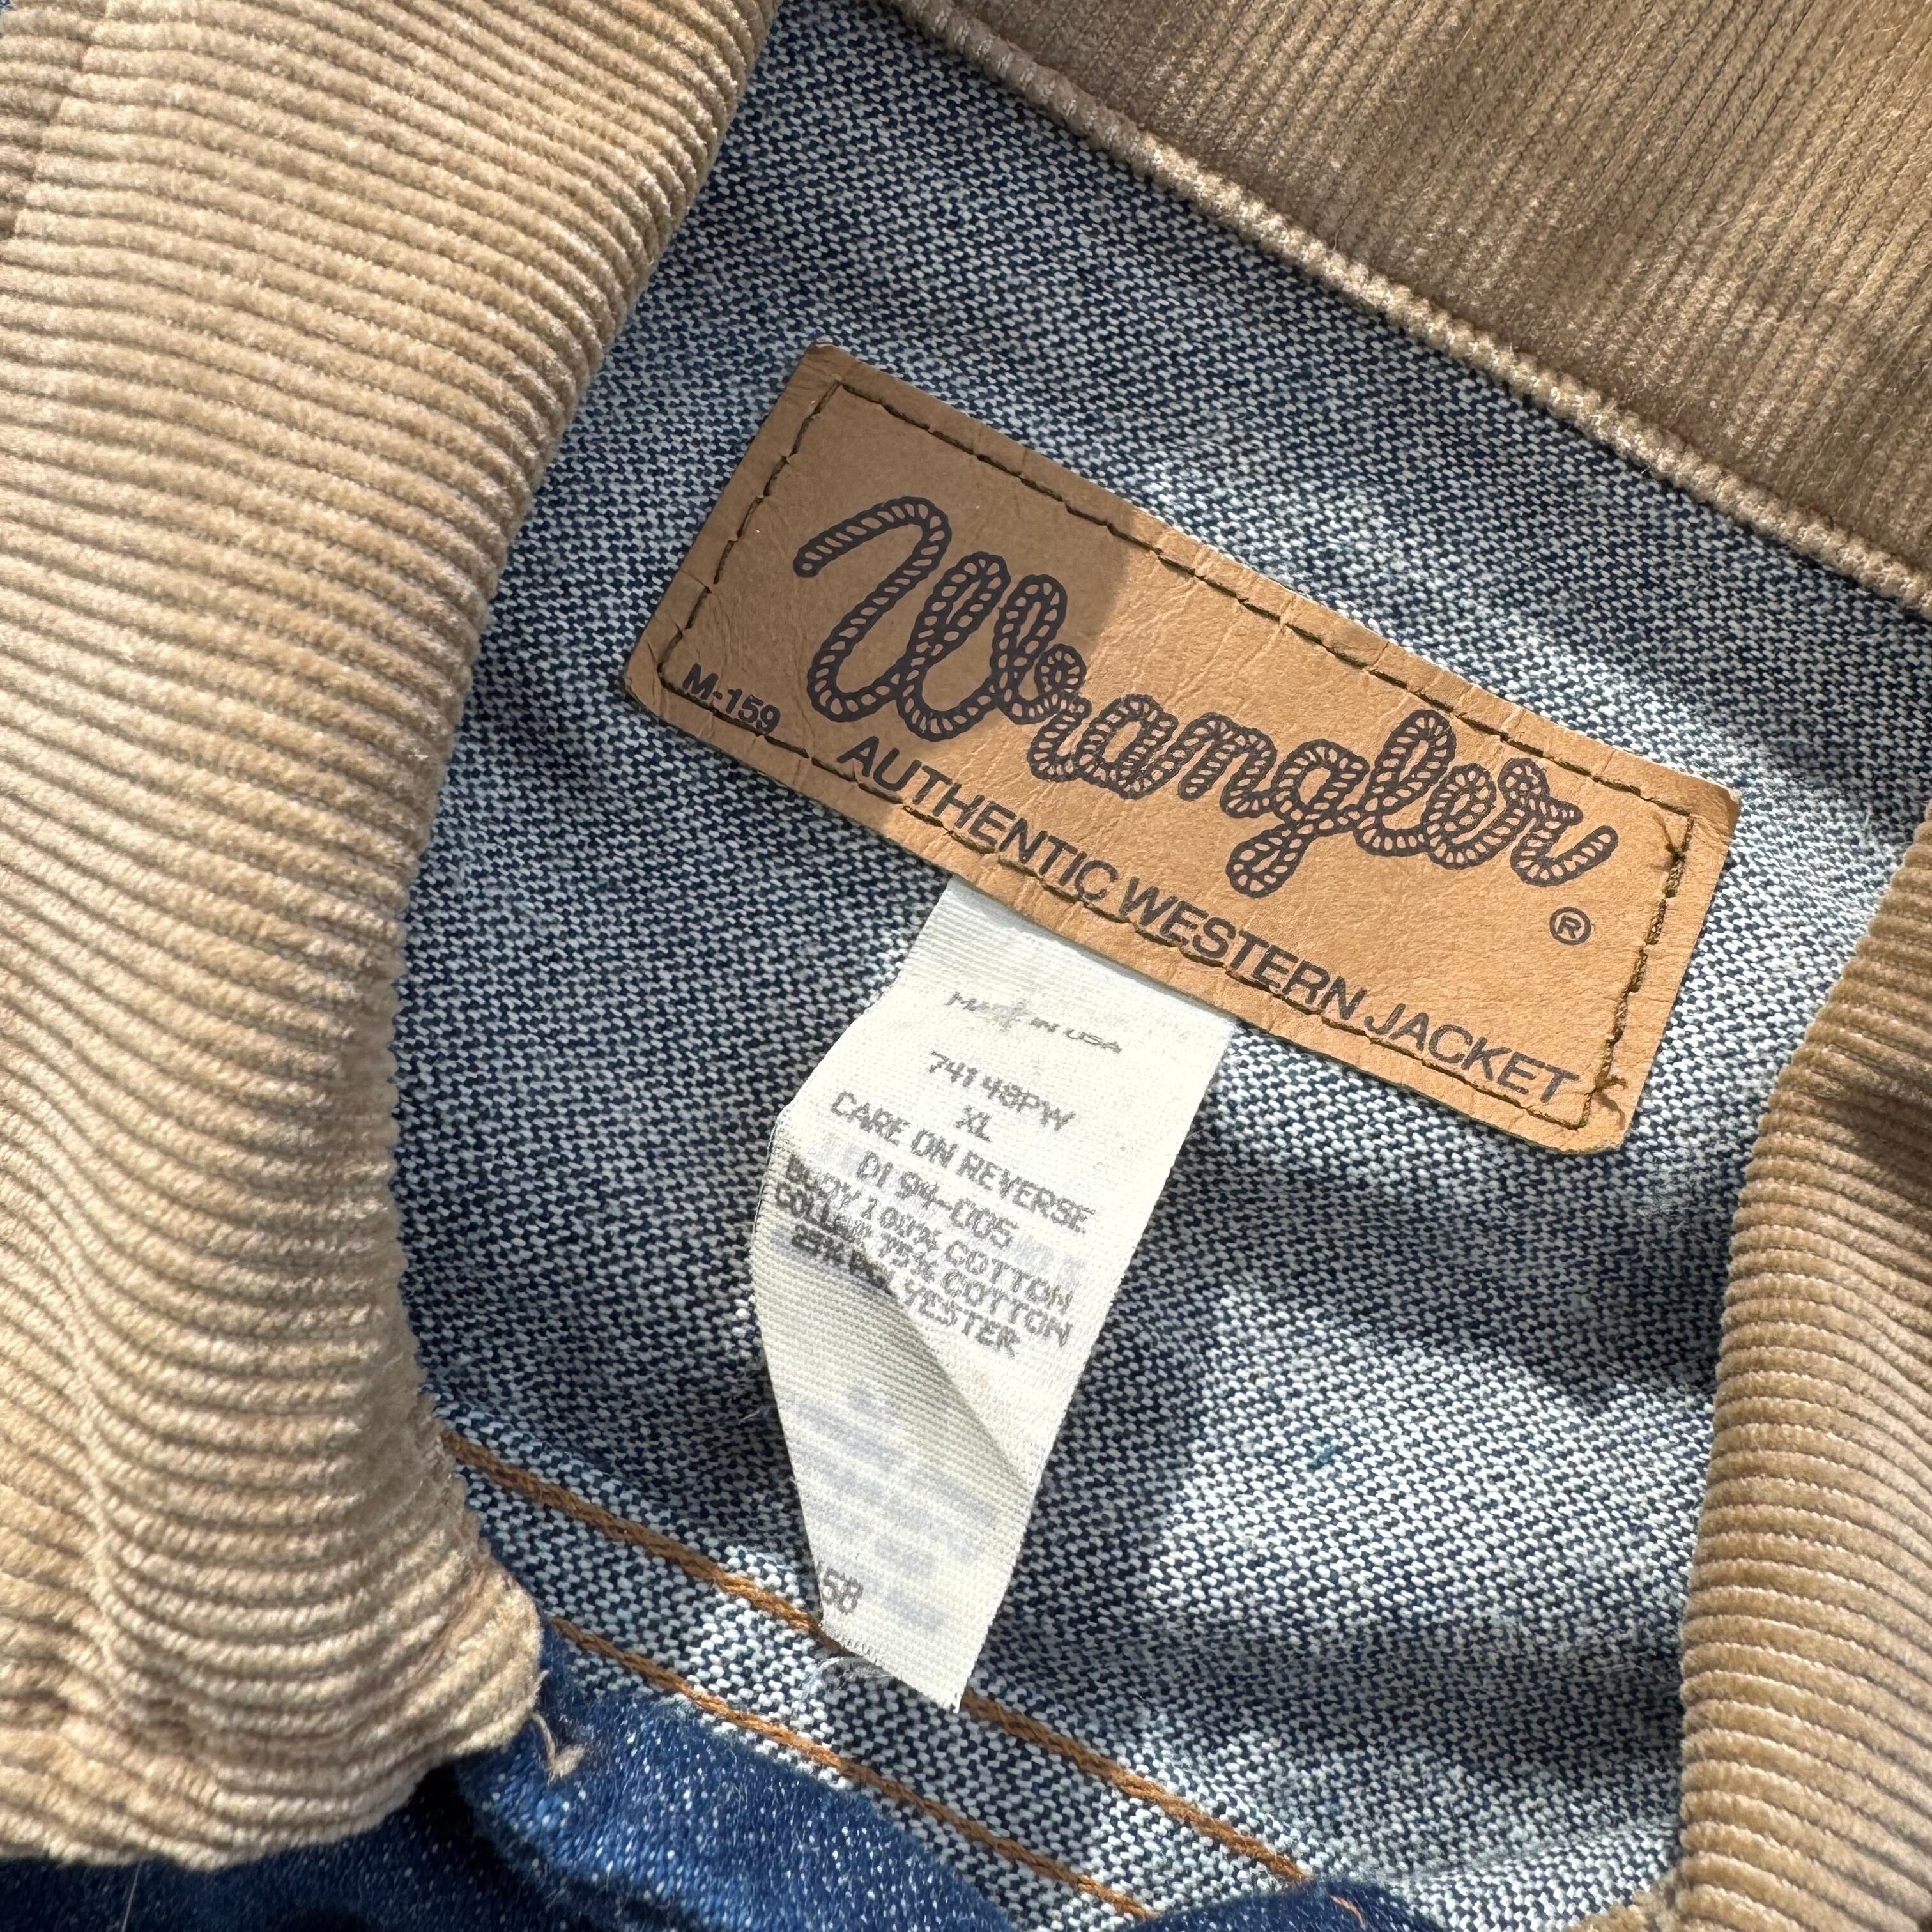 Wrangler
®
M-159
AUTHENTIC WESTERN JACKET
MADE IN USA
74148PW
XL
CARE ON REVERSE
DI 94-005
BODY 100% COTTON
COLLAR 75% COTTON
25% POLYESTER
58